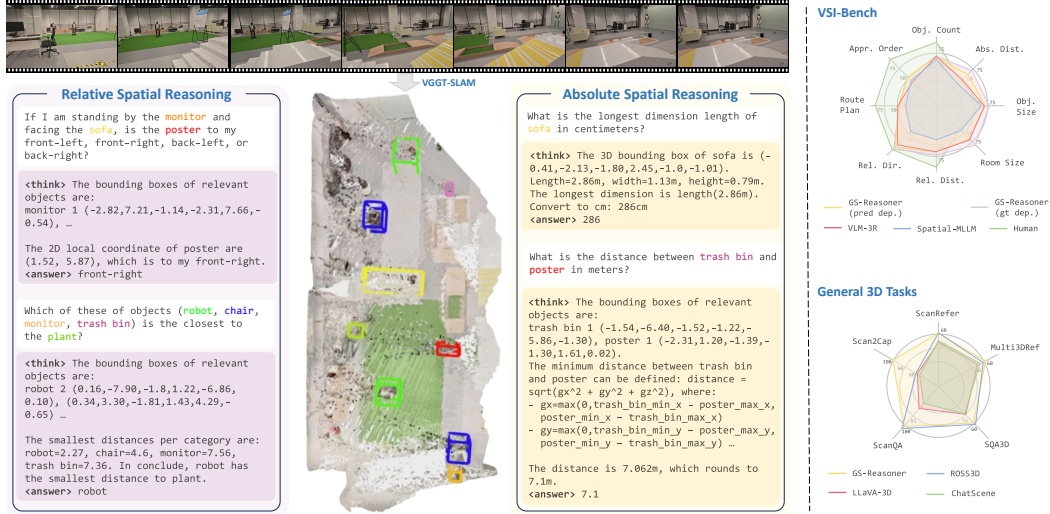 VGGT-SLAM
Relative Spatial Reasoning
If I am standing by the monitor and
facing the sofa, is the poster to my
front-left, front-right, back-left, or
back-right?
<think> The bounding boxes of relevant
objects are:
monitor 1 (-2.82,7.21,-1.14,-2.31,7.66,-
0.54), …
The 2D local coordinate of poster are
(1.52, 5.87), which is to my front-right.
<answer> front-right
Which of these of objects (robot, chair,
monitor, trash bin) is the closest to
the plant?
<think> The bounding boxes of relevant
objects are:
robot 2 (0.16,-7.90,-1.8,1.22,-6.86,
0.10), (0.34,3.30,-1.81,1.43,4.29,-
0.65) …
The smallest distances per category are:
robot=2.27, chair=4.6, monitor=7.56,
trash bin=7.36. In conclude, robot has
the smallest distance to plant.
<answer> robot
Absolute Spatial Reasoning
What is the longest dimension length of
sofa in centimeters?
<think> The 3D bounding box of sofa is (-
0.41,-2.13,-1.80,2.45,-1.0,-1.01).
Length=2.86m, width=1.13m, height=0.79m.
The longest dimension is length(2.86m).
Convert to cm: 286cm
<answer> 286
What is the distance between trash bin and
poster in meters?
<think> The bounding boxes of relevant
objects are:
trash bin 1 (-1.54,-6.40,-1.52,-1.22,-
5.86,-1.30), poster 1 (-2.31,1.20,-1.39,-
1.30,1.61,0.02).
The minimum distance between trash bin
and poster can be defined: distance =
sqrt(gx^2 + gy^2 + gz^2), where:
- gx=max(0,trash_bin_min_x - poster_max_x,
poster_min_x - trash_bin_max_x)
- gy=max(0,trash_bin_min_y - poster_max_y,
poster_min_y - trash_bin_max_y) …
The distance is 7.062m, which rounds to
7.1m.
<answer> 7.1
VSI-Bench
Obj. Count
Appr. Order
Abs. Dist.
Route
Plan
Obj.
Size
Rel. Dir.
Room Size
Rel. Dist.
GS-Reasoner
(pred dep.)
GS-Reasoner
(gt dep.)
VLM-3R
Spatial-MLLM
Human
General 3D Tasks
ScanRefer
60
Scan2Cap
100
Multi3DRef
60
ScanQA
100
SQA3D
60
GS-Reasoner
ROSS3D
LLaVA-3D
ChatScene